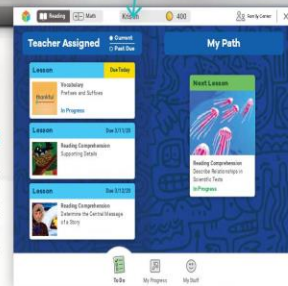 Reading
Math
English
400
Family Center
X
Teacher Assigned
Current
Past Due
My Path
Lesson
Due Today
thankful
Vocabulary
Prefixes and Suffixes
In Progress
Lesson
Due 3/11/20
Reading Comprehension
Supporting Details
Lesson
Due 3/13/20
Reading Comprehension
Determine the Central Message
of a Story
Next Lesson
Reading Comprehension
Describe Relationships in
Scientific Texts
In Progress
To Do
My Progress
My Stuff